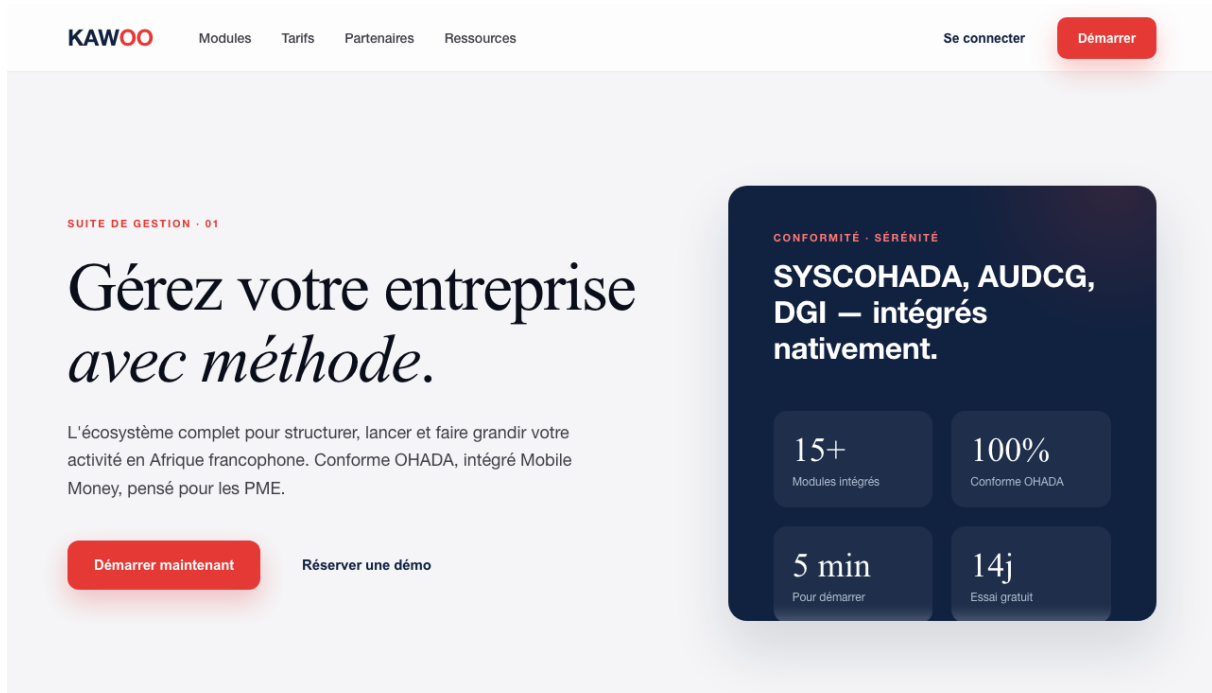 KAWOO
Modules
Tarifs
Partenaires
Ressources
Se connecter
Démarrer
SUITE DE GESTION · 01
Gérez votre entreprise
avec méthode.
L'écosystème complet pour structurer, lancer et faire grandir votre
activité en Afrique francophone. Conforme OHADA, intégré Mobile
Money, pensé pour les PME.
Démarrer maintenant
Réserver une démo
CONFORMITÉ · SÉRÉNITÉ
SYSCOHADA, AUDCG,
DGI — intégrés
nativement.
15+
Modules intégrés
100%
Conforme OHADA
5 min
Pour démarrer
14j
Essai gratuit